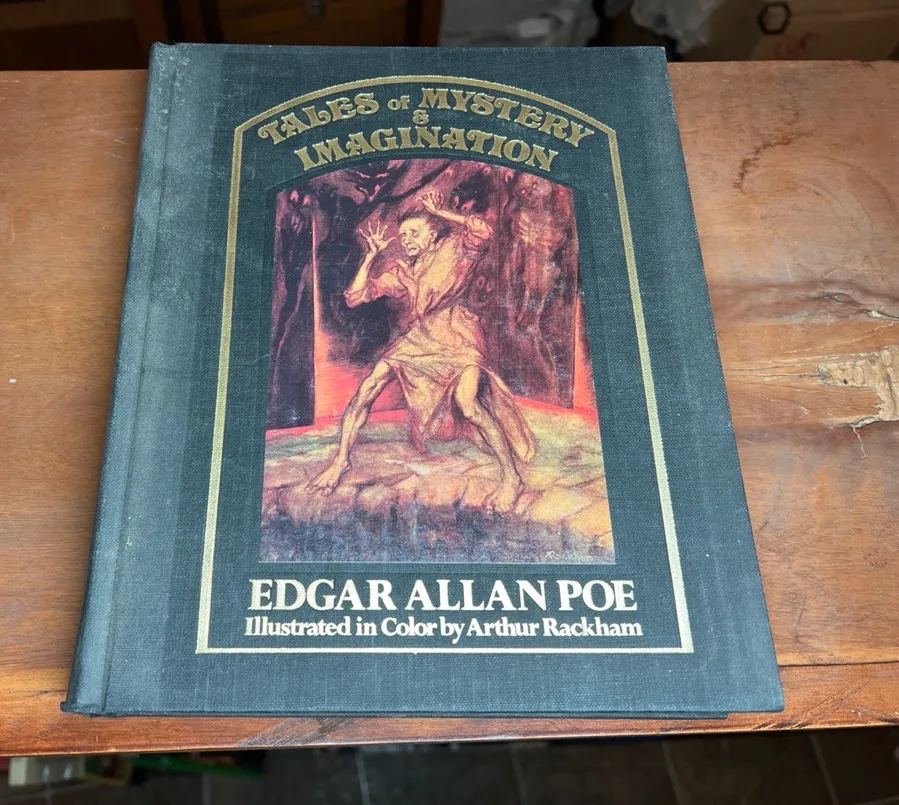 TALES of MYSTERY
&
IMAGINATION
EDGAR ALLAN POE
Illustrated in Color by Arthur Rackham